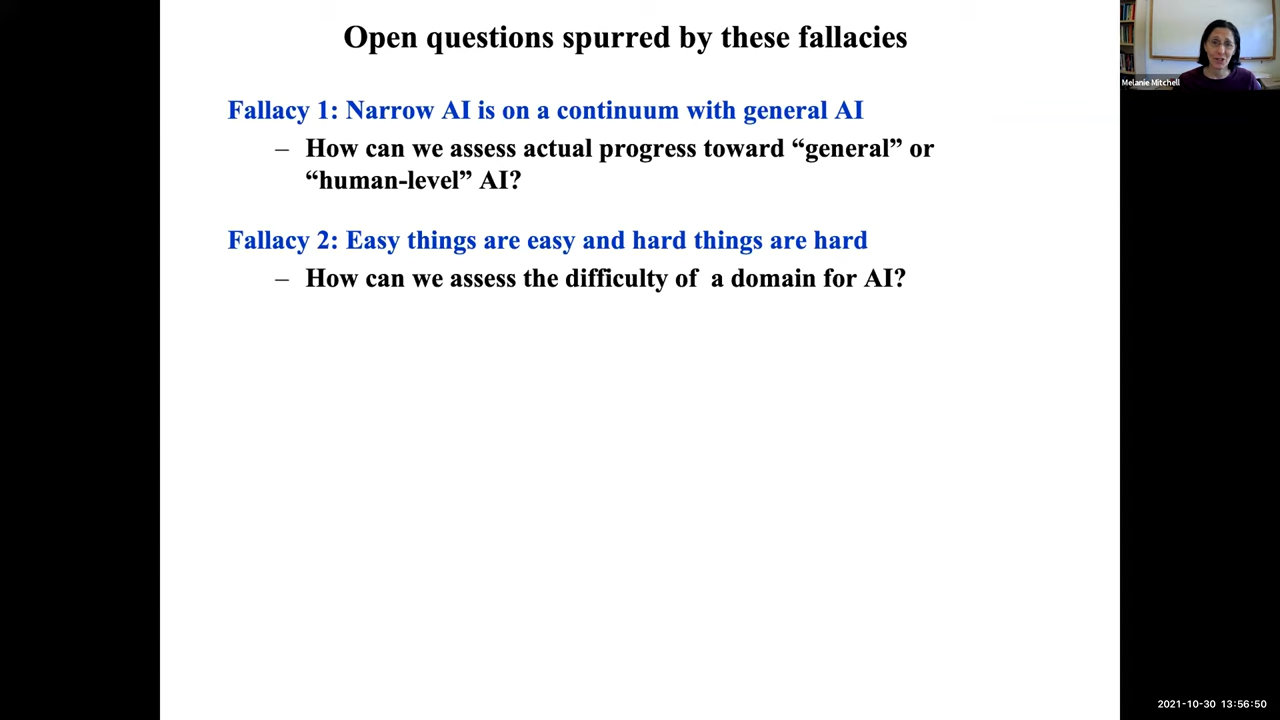 Open questions spurred by these fallacies
Melanie Mitchell
Fallacy 1: Narrow AI is on a continuum with general AI
– How can we assess actual progress toward “general” or
“human-level” AI?
Fallacy 2: Easy things are easy and hard things are hard
– How can we assess the difficulty of  a domain for AI?
2021-10-30 13:56:50